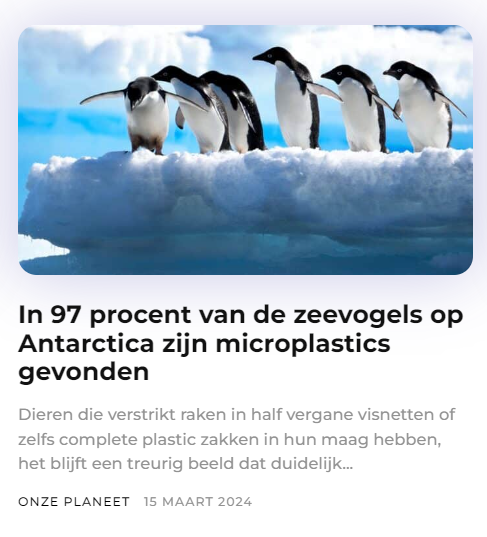 In 97 procent van de zeevogels op
Antarctica zijn microplastics
gevonden
Dieren die verstrikt raken in half vergane visnetten of
zelfs complete plastic zakken in hun maag hebben,
het blijft een treurig beeld dat duidelijk...
ONZE PLANEET 15 MAART 2024